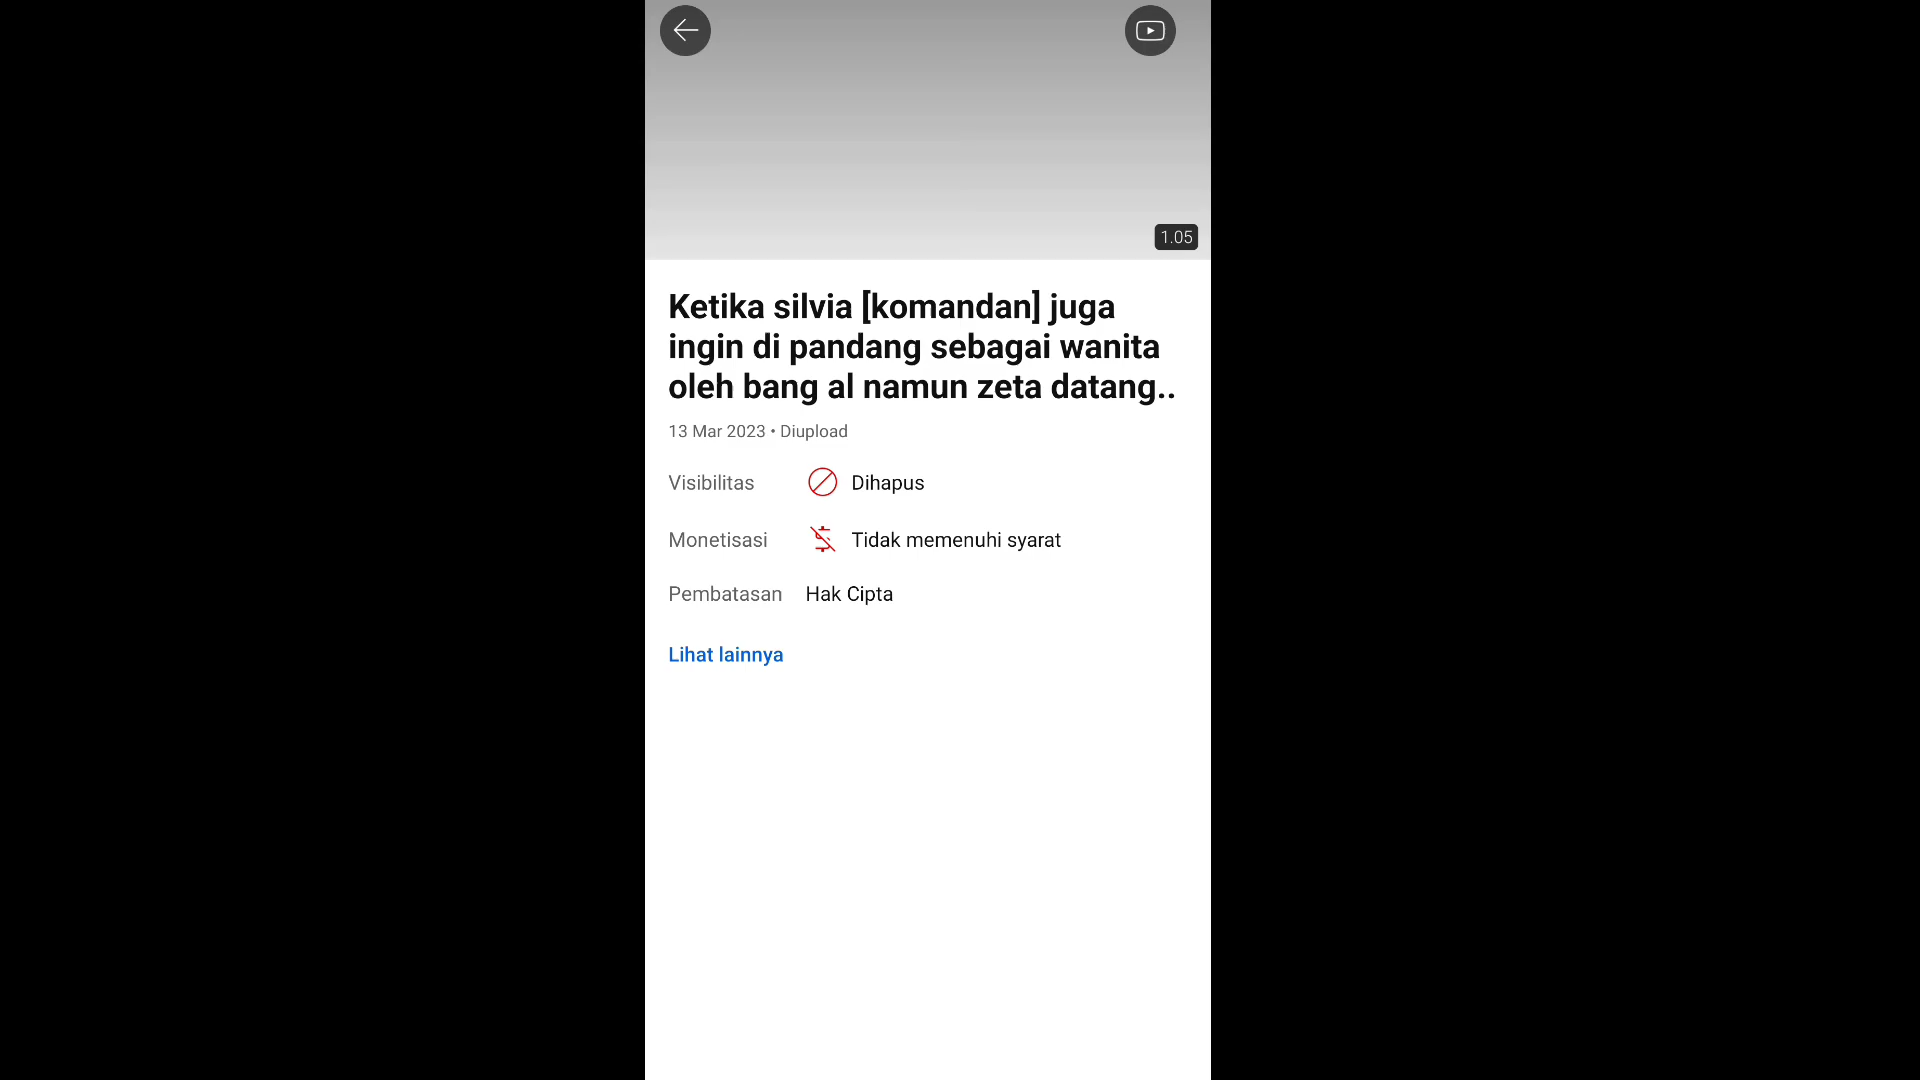 1.05
Ketika silvia [komandan] juga
ingin di pandang sebagai wanita
oleh bang al namun zeta datang..
13 Mar 2023 • Diupload
Visibilitas Dihapus
Monetisasi Tidak memenuhi syarat
Pembatasan Hak Cipta
Lihat lainnya